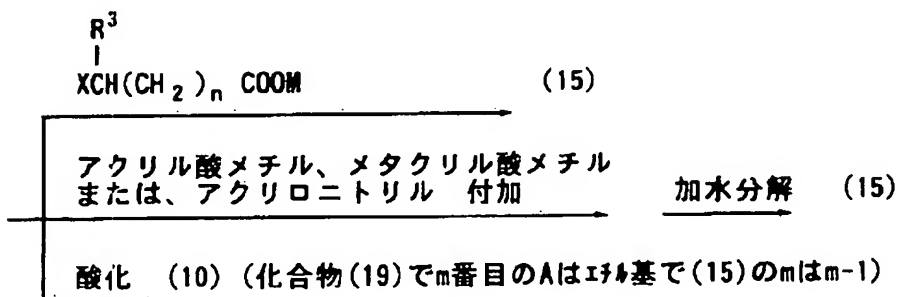 R³
XCH(CH₂)ₙ COOM (15)
アクリル酸メチル、メタクリル酸メチル
または、アクリロニトリル 付加 加水分解 (15)
酸化 (10) (化合物(19)でm番目のAはエチル基で(15)のmはm-1)